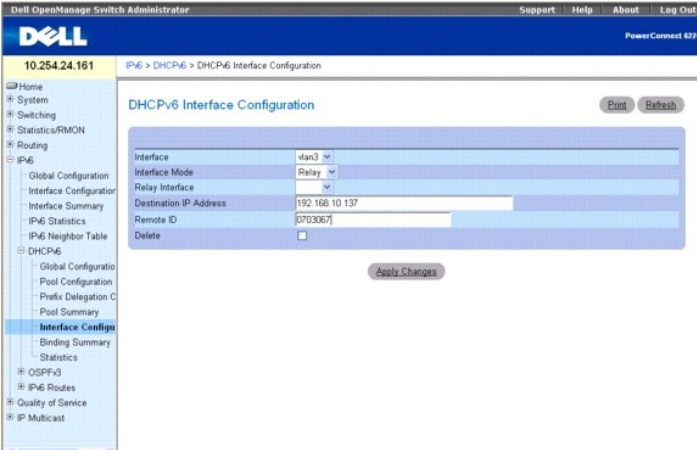 Dell OpenManage Switch Administrator Support Help About Log Out
DELL
PowerConnect 622
10.254.24.161
IPv6 > DHCPv6 > DHCPv6 Interface Configuration
Home
System
Switching
Statistics/RMON
Routing
IPv6
Global Configuration
Interface Configuration
Interface Summary
IPv6 Statistics
IPv6 Neighbor Table
DHCPv6
Global Configuratio
Pool Configuration
Prefix Delegation C
Pool Summary
Interface Configu
Binding Summary
Statistics
OSPFv3
IPv6 Routes
Quality of Service
IP Multicast
DHCPv6 Interface Configuration
Print Refresh
Interface vlan3
Interface Mode Relay
Relay Interface
Destination IP Address 192.168.10.137
Remote ID 0703067
Delete
Apply Changes